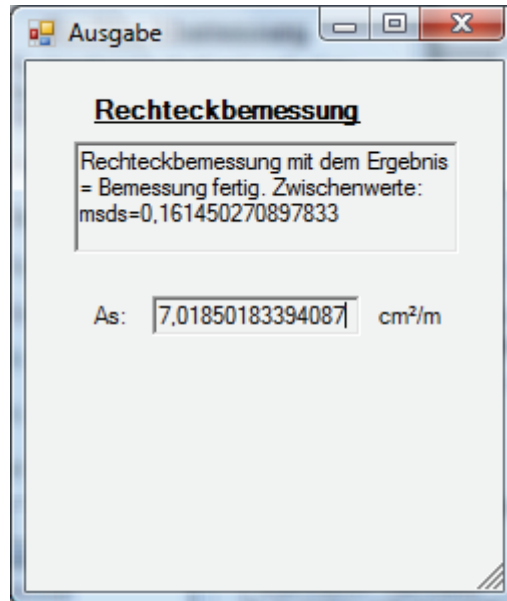 Ausgabe
Rechteckbemessung
Rechteckbemessung mit dem Ergebnis
= Bemessung fertig. Zwischenwerte:
msds=0,161450270897833
As: 7,01850183394087 cm²/m